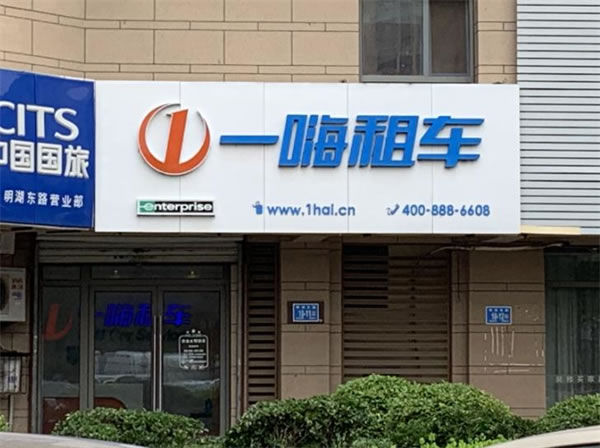 CITS
中国国旅
明湖东路营业部
1
一嗨租车
enterprise
www.1hai.cn
400-888-6608
一嗨租车